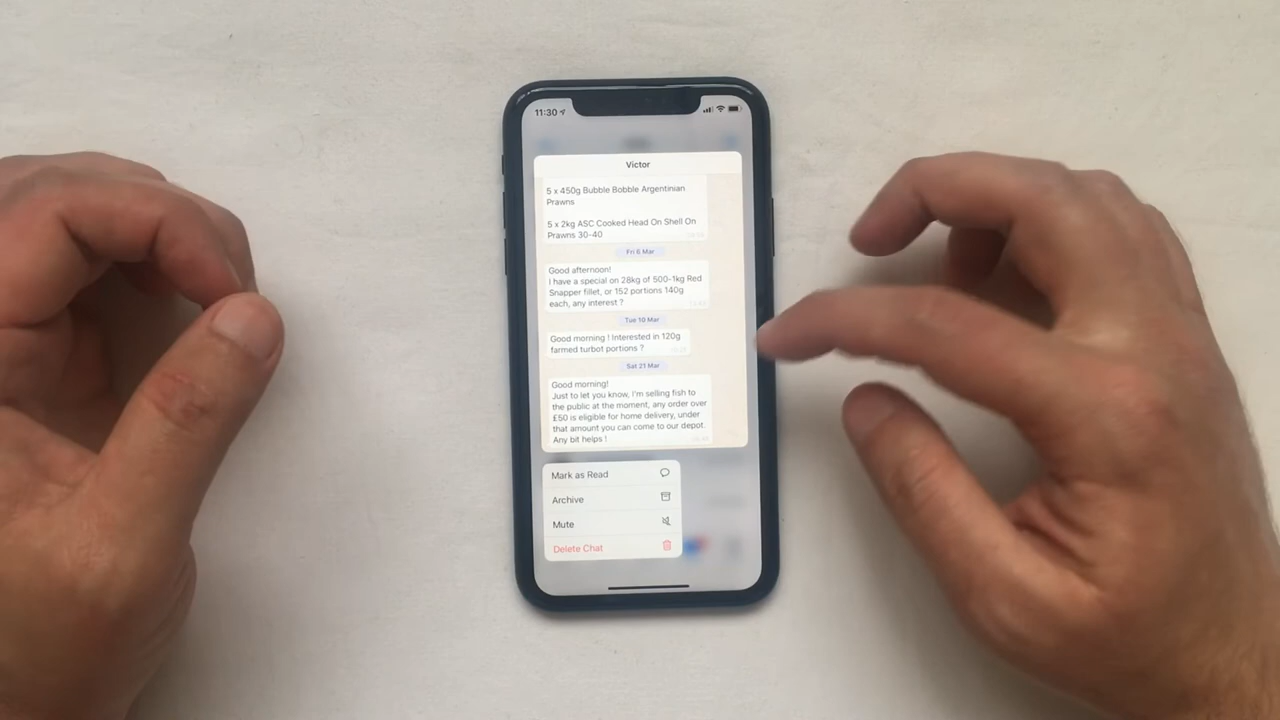 11:30
Victor
5 x 450g Bubble Bobble Argentinian
Prawns
5 x 2kg ASC Cooked Head On Shell On
Prawns 30-40
Fri 6 Mar
Good afternoon!
I have a special on 28kg of 500-1kg Red
Snapper fillet, or 152 portions 140g
each, any interest ?
Tue 10 Mar
Good morning ! Interested in 120g
farmed turbot portions ?
Sat 21 Mar
Good morning!
Just to let you know, I'm selling fish to
the public at the moment, any order over
£50 is eligible for home delivery, under
that amount you can come to our depot.
Any bit helps !
Mark as Read
Archive
Mute
Delete Chat